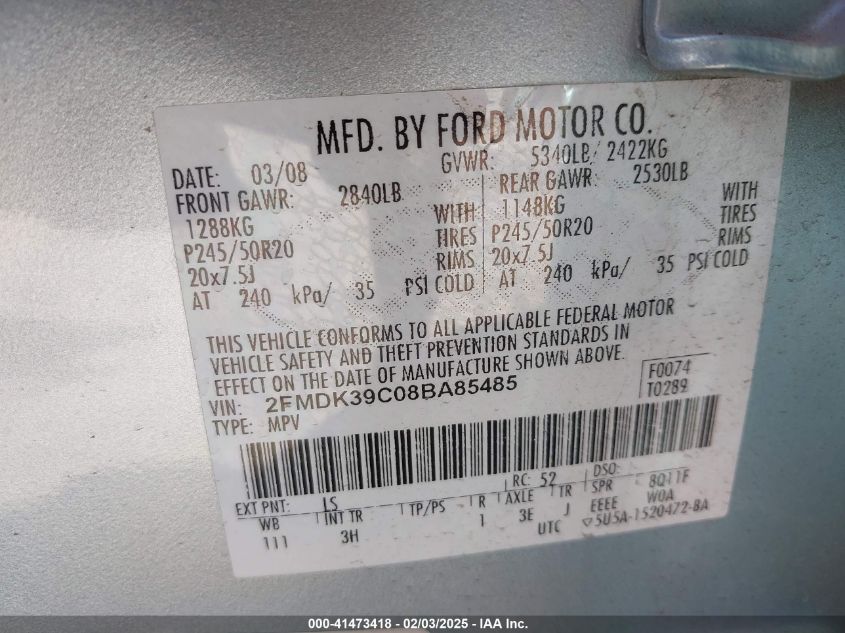 MFD. BY FORD MOTOR CO.
DATE: 03/08 GVWR: 5340LB/ 2422KG
FRONT GAWR: 2840LB REAR GAWR: 2530LB
1288KG WITH 1148KG WITH
P245/50R20 TIRES P245/50R20 TIRES
20x7.5J RIMS 20x7.5J RIMS
AT 240 kPa/ 35 PSI COLD AT 240 kPa/ 35 PSI COLD
THIS VEHICLE CONFORMS TO ALL APPLICABLE FEDERAL MOTOR
VEHICLE SAFETY AND THEFT PREVENTION STANDARDS IN
EFFECT ON THE DATE OF MANUFACTURE SHOWN ABOVE.
VIN: 2FMDK39C08BA85485 F0074
TYPE: MPV T0289
EXT PNT: LS RC: 52 DSO:
WB INT TR TP/PS R AXLE TR SPR 8Q11F
111 3H 1 3E J EEEE W0A
UTC ▽5U5A-1520472-BA
000-41473418 - 02/03/2025 - IAA Inc.